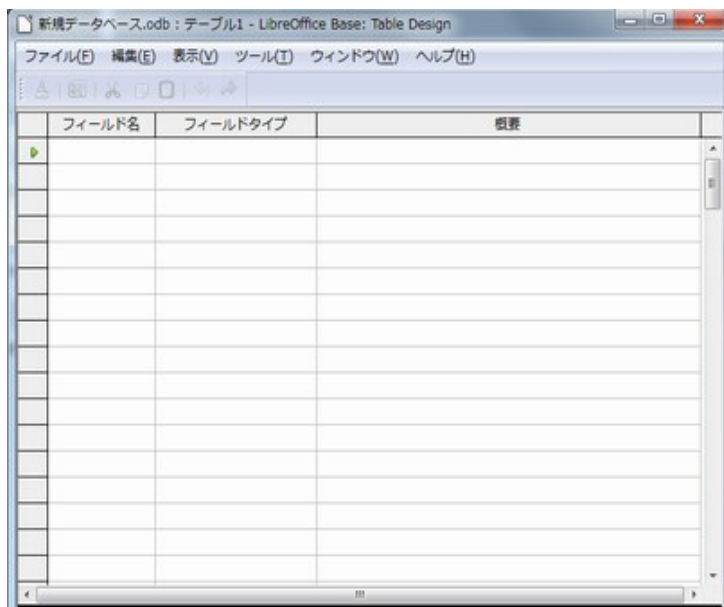 新規データベース.odb : テーブル1 - LibreOffice Base: Table Design
ファイル(F) 編集(E) 表示(V) ツール(T) ウィンドウ(W) ヘルプ(H)
フィールド名 フィールドタイプ 概要